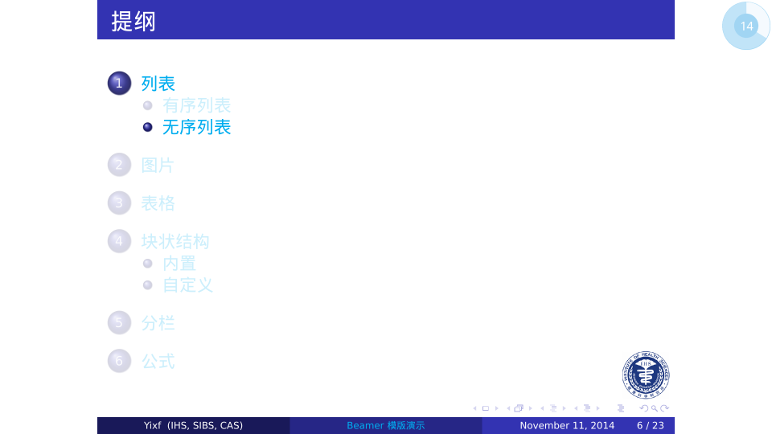 提纲
14
1 列表
有序列表
无序列表
2 图片
3 表格
4 块状结构
内置
自定义
5 分栏
6 公式
Yixf (IHS, SIBS, CAS) Beamer 模版演示 November 11, 2014 6 / 23